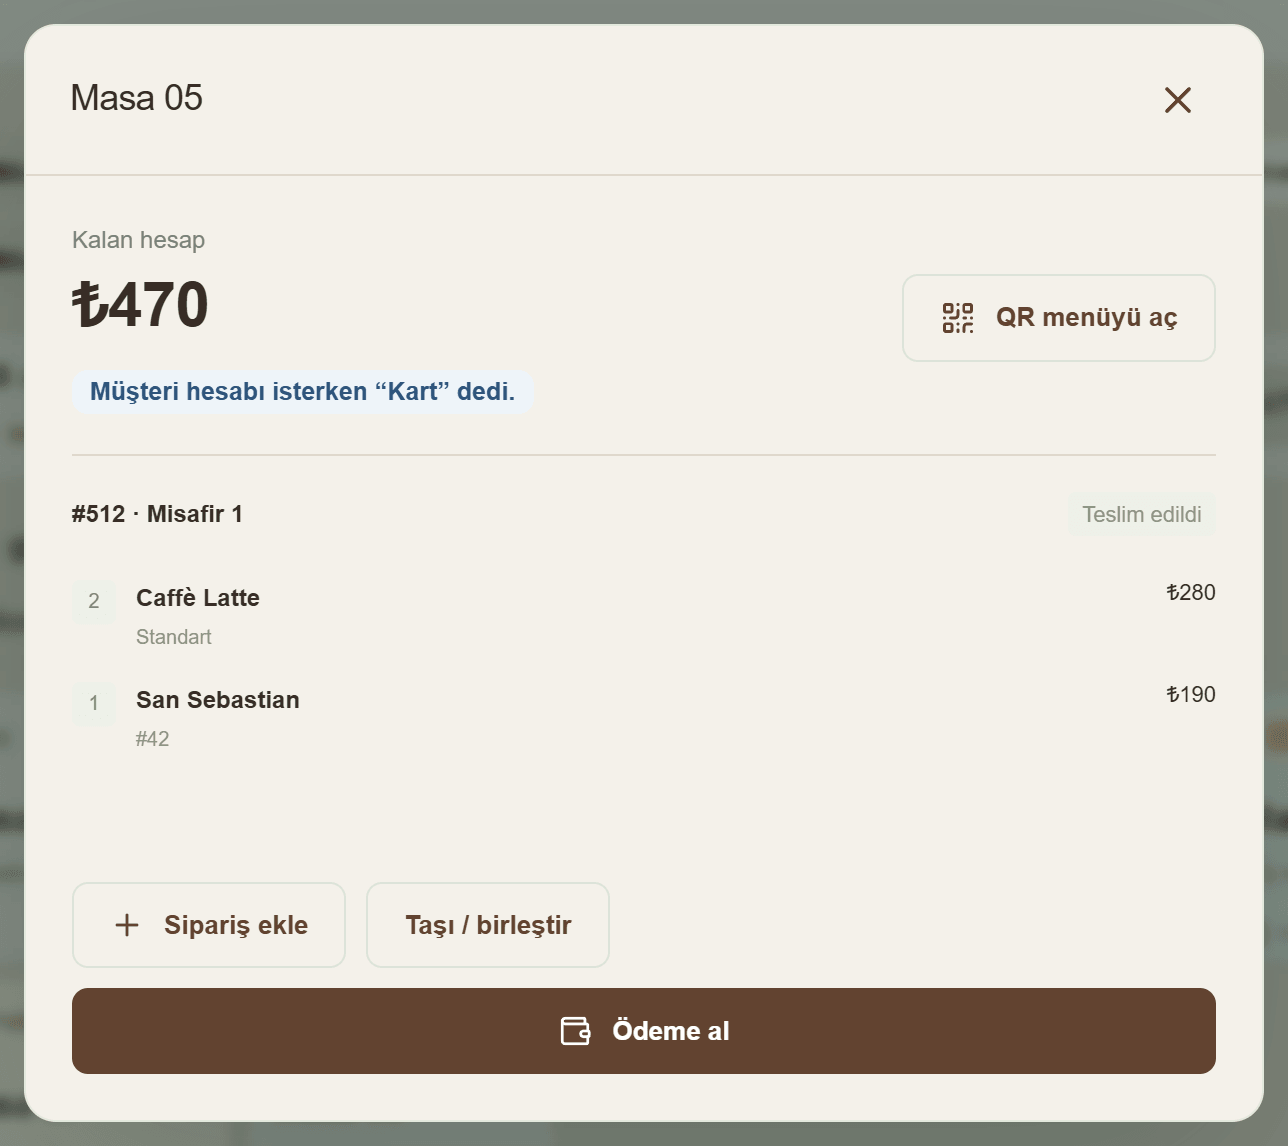 Masa 05
Kalan hesap
₺470
QR menüyü aç
Müşteri hesabı isterken “Kart” dedi.
#512 · Misafir 1
Teslim edildi
2
Caffè Latte
₺280
Standart
1
San Sebastian
₺190
#42
Sipariş ekle
Taşı / birleştir
Ödeme al